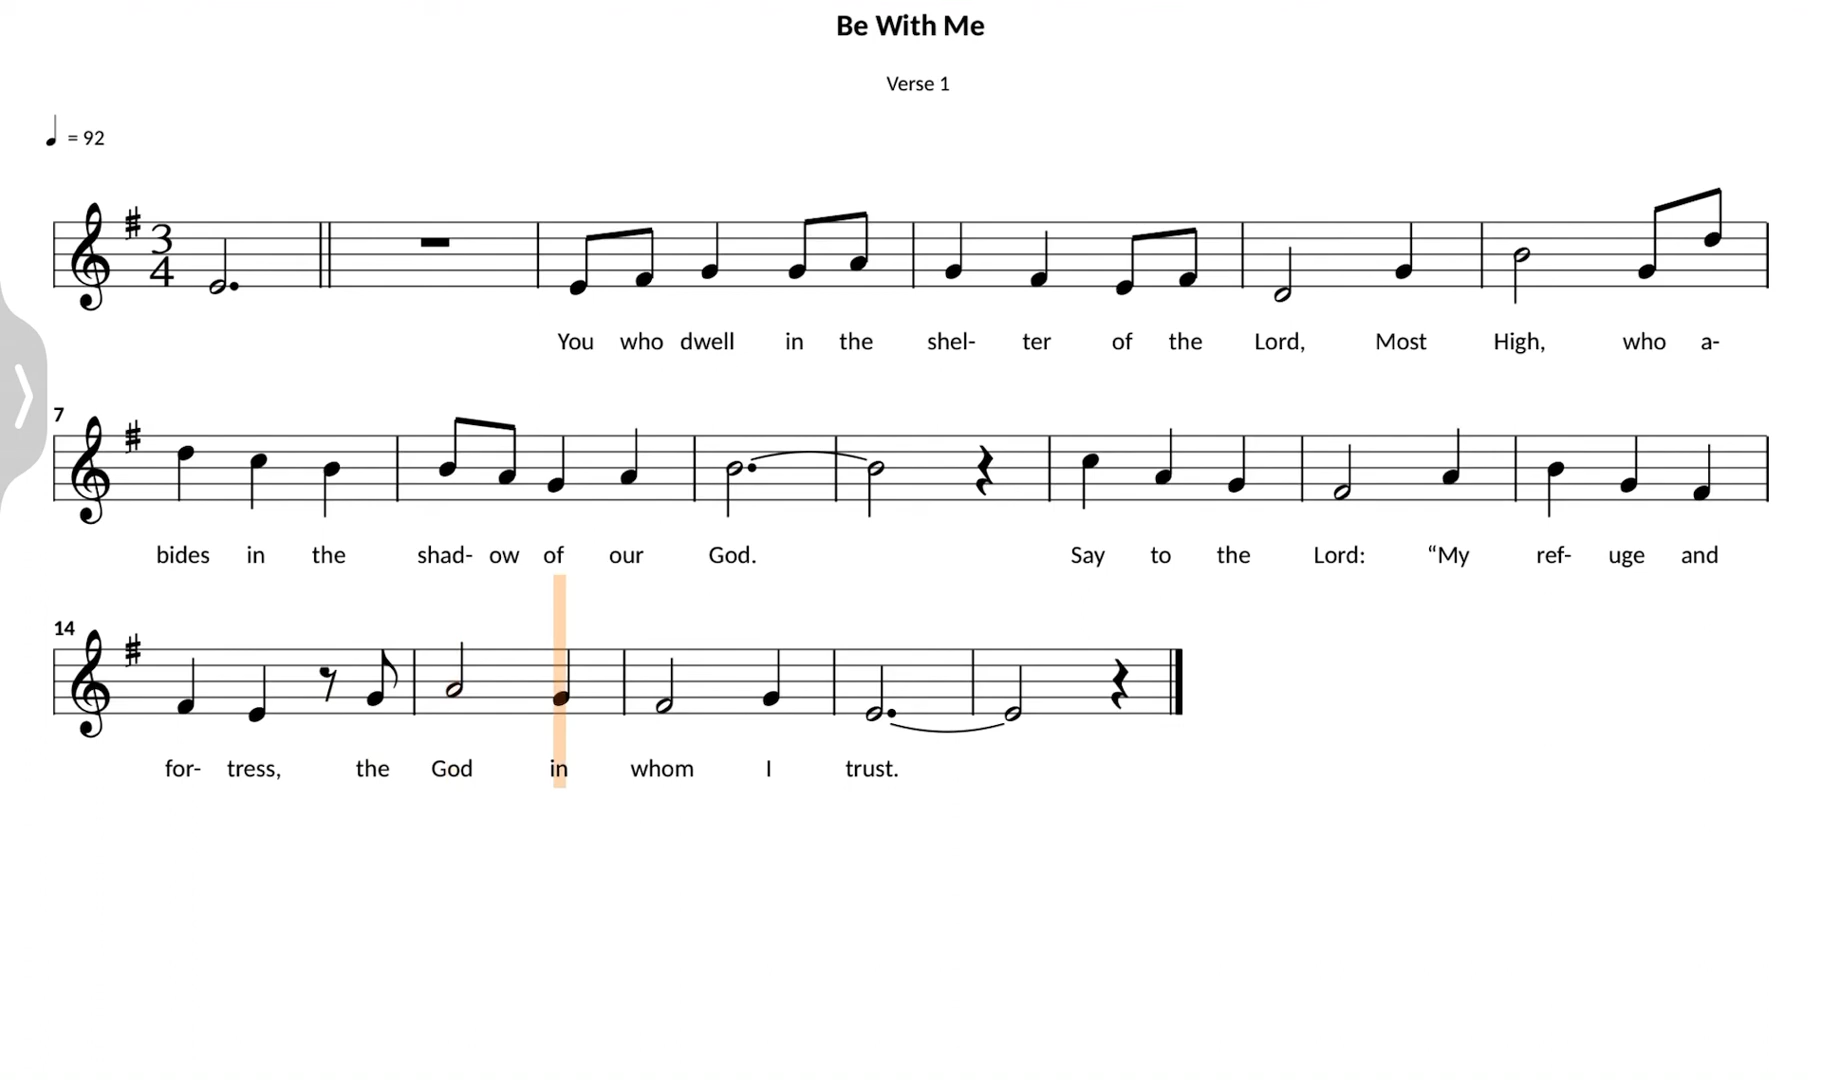 Be With Me
Verse 1
♩ = 92
3
4
You who dwell in the shel- ter of the Lord, Most High, who a-
7
bides in the shad- ow of our God. Say to the Lord: “My ref- uge and
14
for- tress, the God in whom I trust.